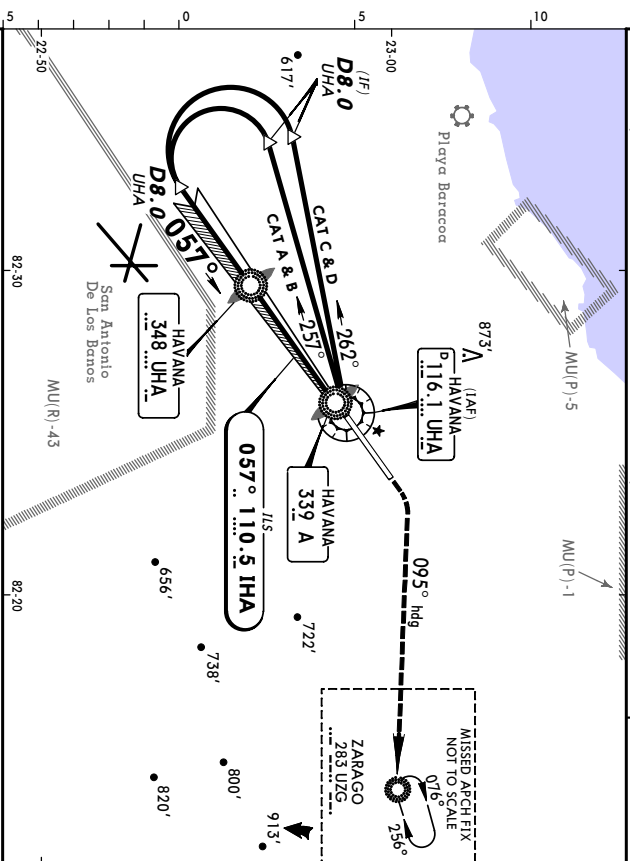 5
0
5
10
22-50
23-00
82-30
82-20
617'
(IF)
D8.0
UHA
Playa Baracoa
D8.0
UHA
057°
CAT C & D
262°
CAT A & B
257°
San Antonio
De Los Banos
HAVANA
348 UHA
MU(R)-43
873'
(IAF)
HAVANA
D 116.1 UHA
MU(P)-5
MU(P)-1
HAVANA
339 A
ILS
057° 110.5 IHA
095° hdg
656'
722'
738'
800'
820'
913'
MISSED APCH FIX
NOT TO SCALE
076°
256°
ZARAGO
283 UZG